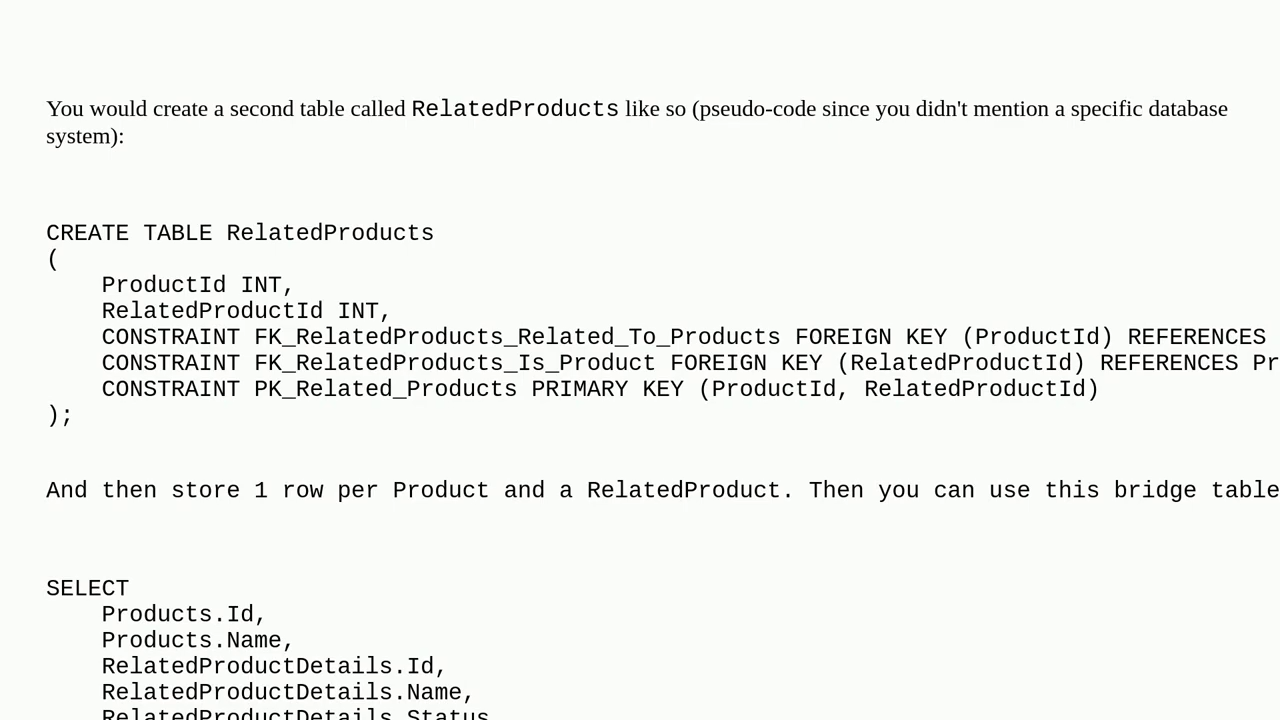 You would create a second table called RelatedProducts like so (pseudo-code since you didn't mention a specific database
system):
CREATE TABLE RelatedProducts
(
    ProductId INT,
    RelatedProductId INT,
    CONSTRAINT FK_RelatedProducts_Related_To_Products FOREIGN KEY (ProductId) REFERENCES
    CONSTRAINT FK_RelatedProducts_Is_Product FOREIGN KEY (RelatedProductId) REFERENCES Pr
    CONSTRAINT PK_Related_Products PRIMARY KEY (ProductId, RelatedProductId)
);
And then store 1 row per Product and a RelatedProduct. Then you can use this bridge table
SELECT
    Products.Id,
    Products.Name,
    RelatedProductDetails.Id,
    RelatedProductDetails.Name,
    RelatedProductDetails.Status